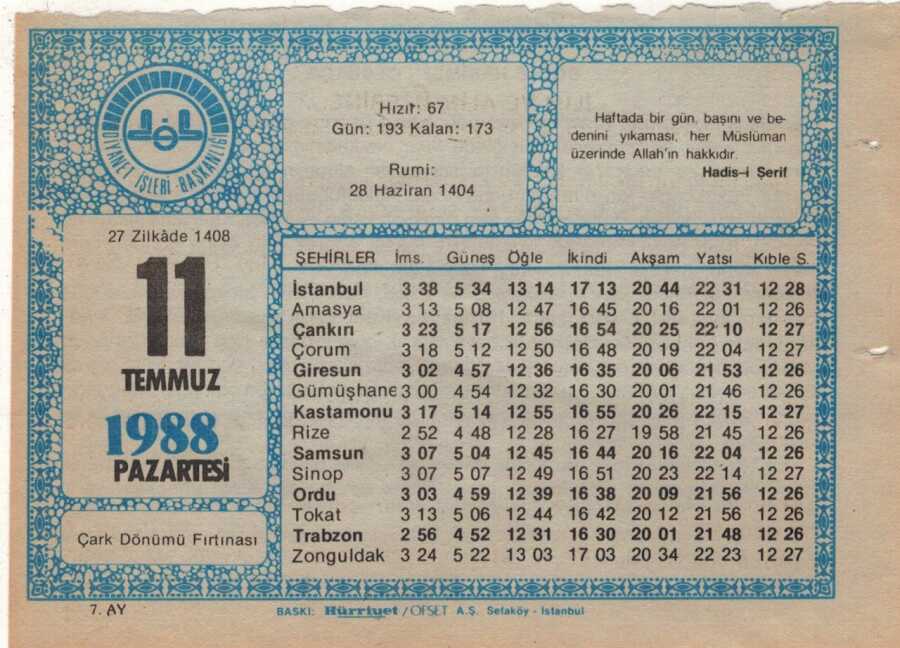 DİYANET İŞLERİ BAŞKANLIĞI
Hızır: 67
Gün: 193 Kalan: 173
Rumi:
28 Haziran 1404
Haftada bir gün, başını ve be-
denini yıkaması, her Müslüman
üzerinde Allah'ın hakkıdır.
Hadis-i Şerif
27 Zilkâde 1408
11
TEMMUZ
1988
PAZARTESİ
Çark Dönümü Fırtınası
ŞEHİRLER İms. Güneş Öğle İkindi Akşam Yatsı Kıble S.
İstanbul 3 38 5 34 13 14 17 13 20 44 22 31 12 28
Amasya 3 13 5 08 12 47 16 45 20 16 22 01 12 26
Çankırı 3 23 5 17 12 56 16 54 20 25 22 10 12 27
Çorum 3 18 5 12 12 50 16 48 20 19 22 04 12 27
Giresun 3 02 4 57 12 36 16 35 20 06 21 53 12 26
Gümüşhane 3 00 4 54 12 32 16 30 20 01 21 46 12 26
Kastamonu 3 17 5 14 12 55 16 55 20 26 22 15 12 27
Rize 2 52 4 48 12 28 16 27 19 58 21 45 12 26
Samsun 3 07 5 04 12 45 16 44 20 16 22 04 12 26
Sinop 3 07 5 07 12 49 16 51 20 23 22 14 12 27
Ordu 3 03 4 59 12 39 16 38 20 09 21 56 12 26
Tokat 3 13 5 06 12 44 16 42 20 12 21 56 12 26
Trabzon 2 56 4 52 12 31 16 30 20 01 21 48 12 26
Zonguldak 3 24 5 22 13 03 17 03 20 34 22 23 12 27
7. AY
BASKI: Hürriyet / OFSET A.Ş. Sefaköy - İstanbul